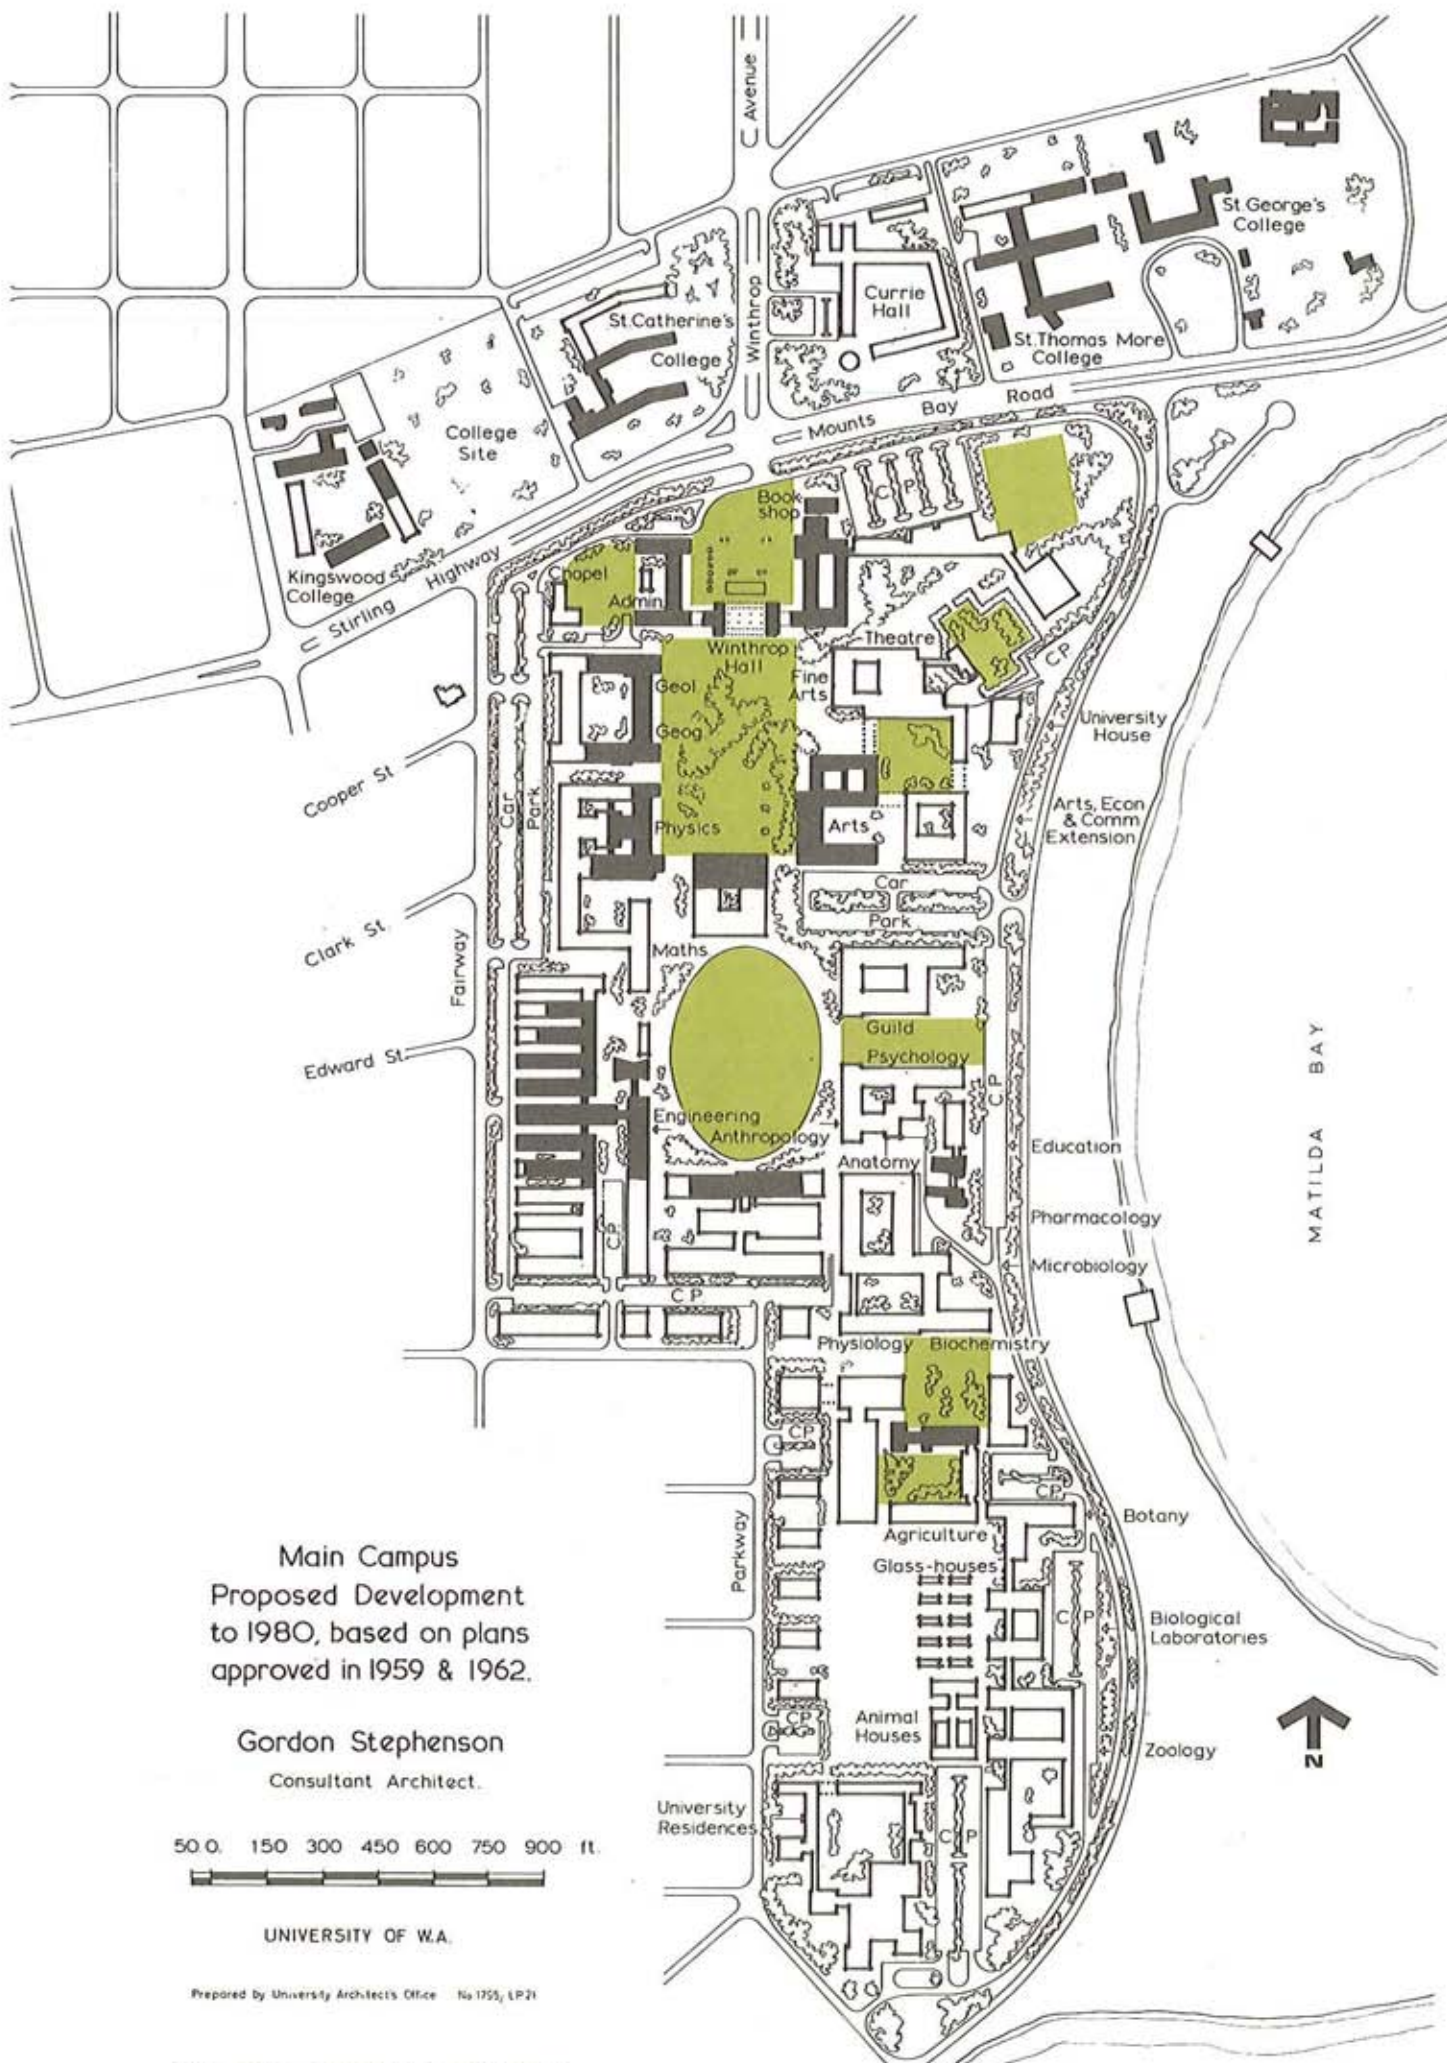 Avenue
Winthrop
St.George's
College
Currie
Hall
St.Catherine's
College
St.Thomas More
College
Mounts Bay Road
College
Site
Kingswood
College
Stirling Highway
Book
shop
C P
Chapel
Admin.
Winthrop
Hall
Theatre
C P
Fine
Arts
Geol
Geog
University
House
Cooper St
Car
Park
Physics
Arts
Arts, Econ
& Comm
Extension
Car
Park
Clark St.
Fairway
Maths
Guild
Psychology
Edward St.
C P
MATILDA BAY
Engineering
Anthropology
Education
Anatomy
Pharmacology
CP
Microbiology
C P
Physiology Biochemistry
CP
CP
Botany
Agriculture
Parkway
Glass-houses
C P
Biological
Laboratories
Main Campus
Proposed Development
to 1980, based on plans
approved in 1959 & 1962.
CP
Animal
Houses
Zoology
N
Gordon Stephenson
Consultant Architect.
University
Residences
C P
50 0. 150 300 450 600 750 900 ft.
UNIVERSITY OF W.A.
Prepared by University Architect's Office No 1755/ LP21